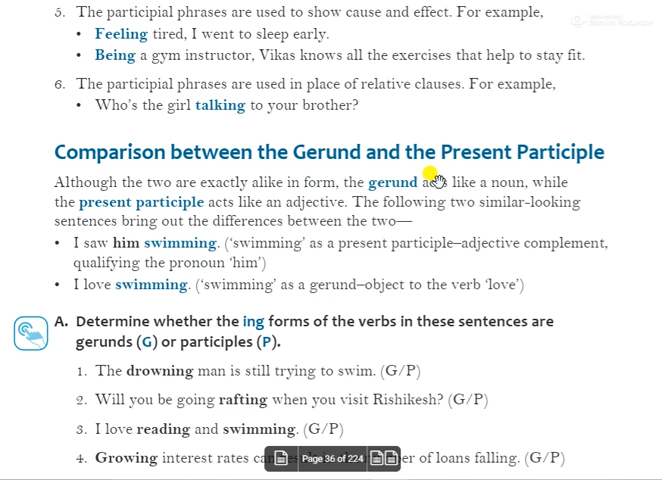 5. The participial phrases are used to show cause and effect. For example,
• Feeling tired, I went to sleep early.
• Being a gym instructor, Vikas knows all the exercises that help to stay fit.
6. The participial phrases are used in place of relative clauses. For example,
• Who's the girl talking to your brother?
Comparison between the Gerund and the Present Participle
Although the two are exactly alike in form, the gerund acts like a noun, while
the present participle acts like an adjective. The following two similar-looking
sentences bring out the differences between the two—
• I saw him swimming. ('swimming' as a present participle–adjective complement,
qualifying the pronoun 'him')
• I love swimming. ('swimming' as a gerund–object to the verb 'love')
A. Determine whether the ing forms of the verbs in these sentences are
gerunds (G) or participles (P).
1. The drowning man is still trying to swim. (G/P)
2. Will you be going rafting when you visit Rishikesh? (G/P)
3. I love reading and swimming. (G/P)
4. Growing interest rates er of loans falling. (G/P)
Page 36 of 224